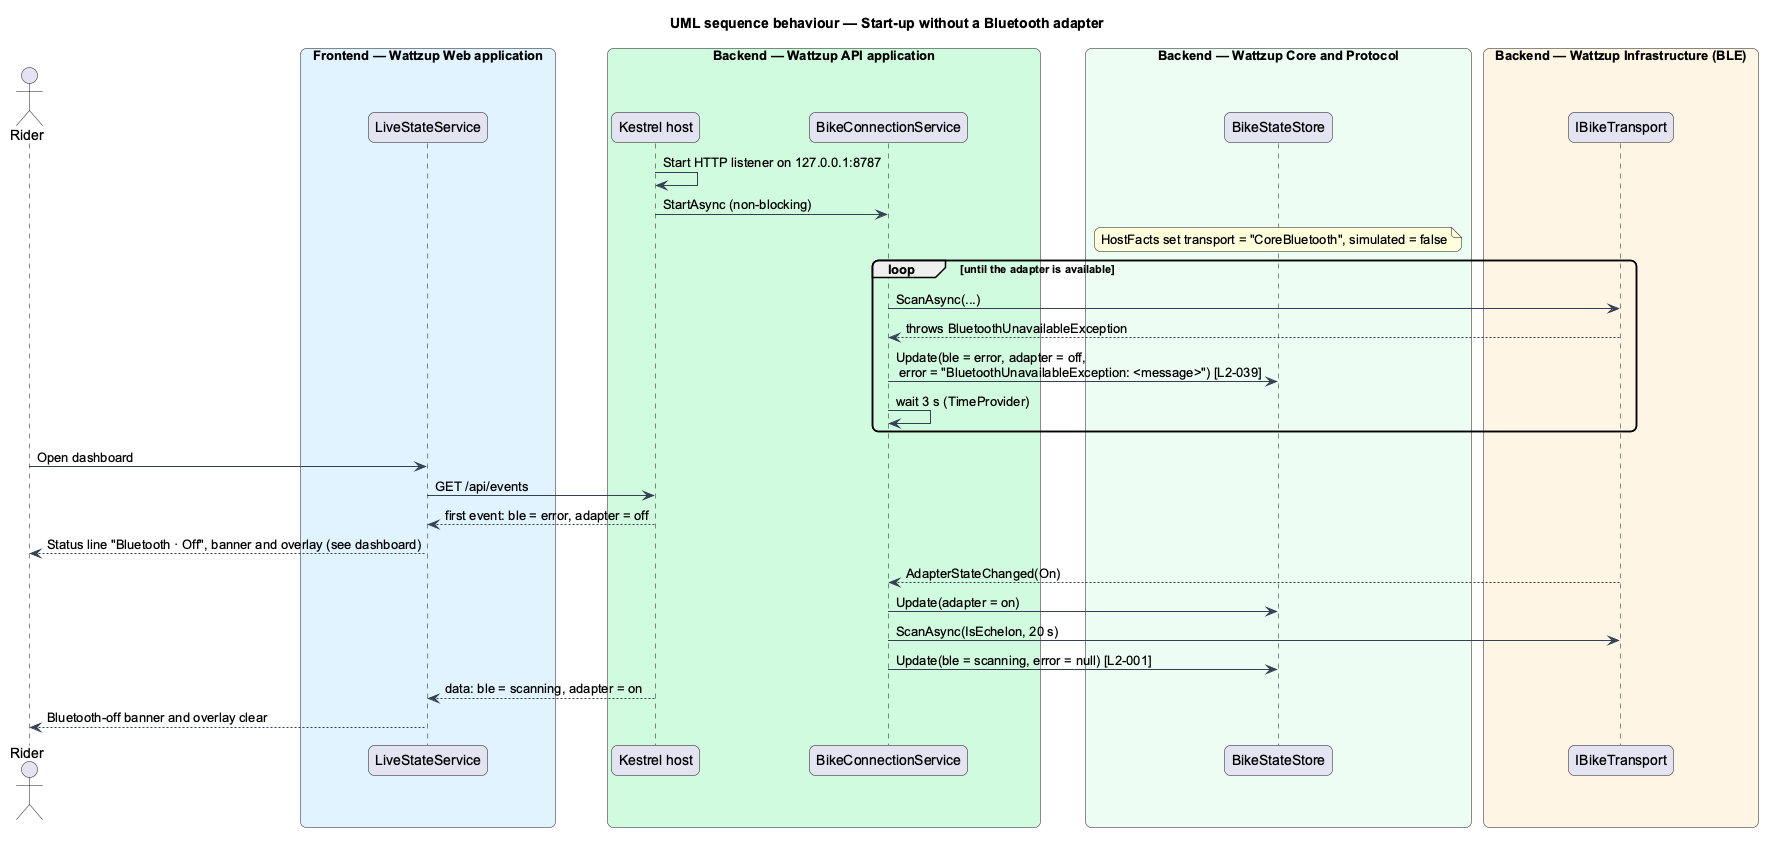 UML sequence behaviour — Start-up without a Bluetooth adapter
Frontend — Wattzup Web application
Backend — Wattzup API application
Backend — Wattzup Core and Protocol
Backend — Wattzup Infrastructure (BLE)
Rider
LiveStateService
Kestrel host
BikeConnectionService
BikeStateStore
IBikeTransport
Start HTTP listener on 127.0.0.1:8787
StartAsync (non-blocking)
HostFacts set transport = "CoreBluetooth", simulated = false
loop
[until the adapter is available]
ScanAsync(...)
throws BluetoothUnavailableException
Update(ble = error, adapter = off,
error = "BluetoothUnavailableException: <message>") [L2-039]
wait 3 s (TimeProvider)
Open dashboard
GET /api/events
first event: ble = error, adapter = off
Status line "Bluetooth · Off", banner and overlay (see dashboard)
AdapterStateChanged(On)
Update(adapter = on)
ScanAsync(IsEchelon, 20 s)
Update(ble = scanning, error = null) [L2-001]
data: ble = scanning, adapter = on
Bluetooth-off banner and overlay clear
Rider
LiveStateService
Kestrel host
BikeConnectionService
BikeStateStore
IBikeTransport